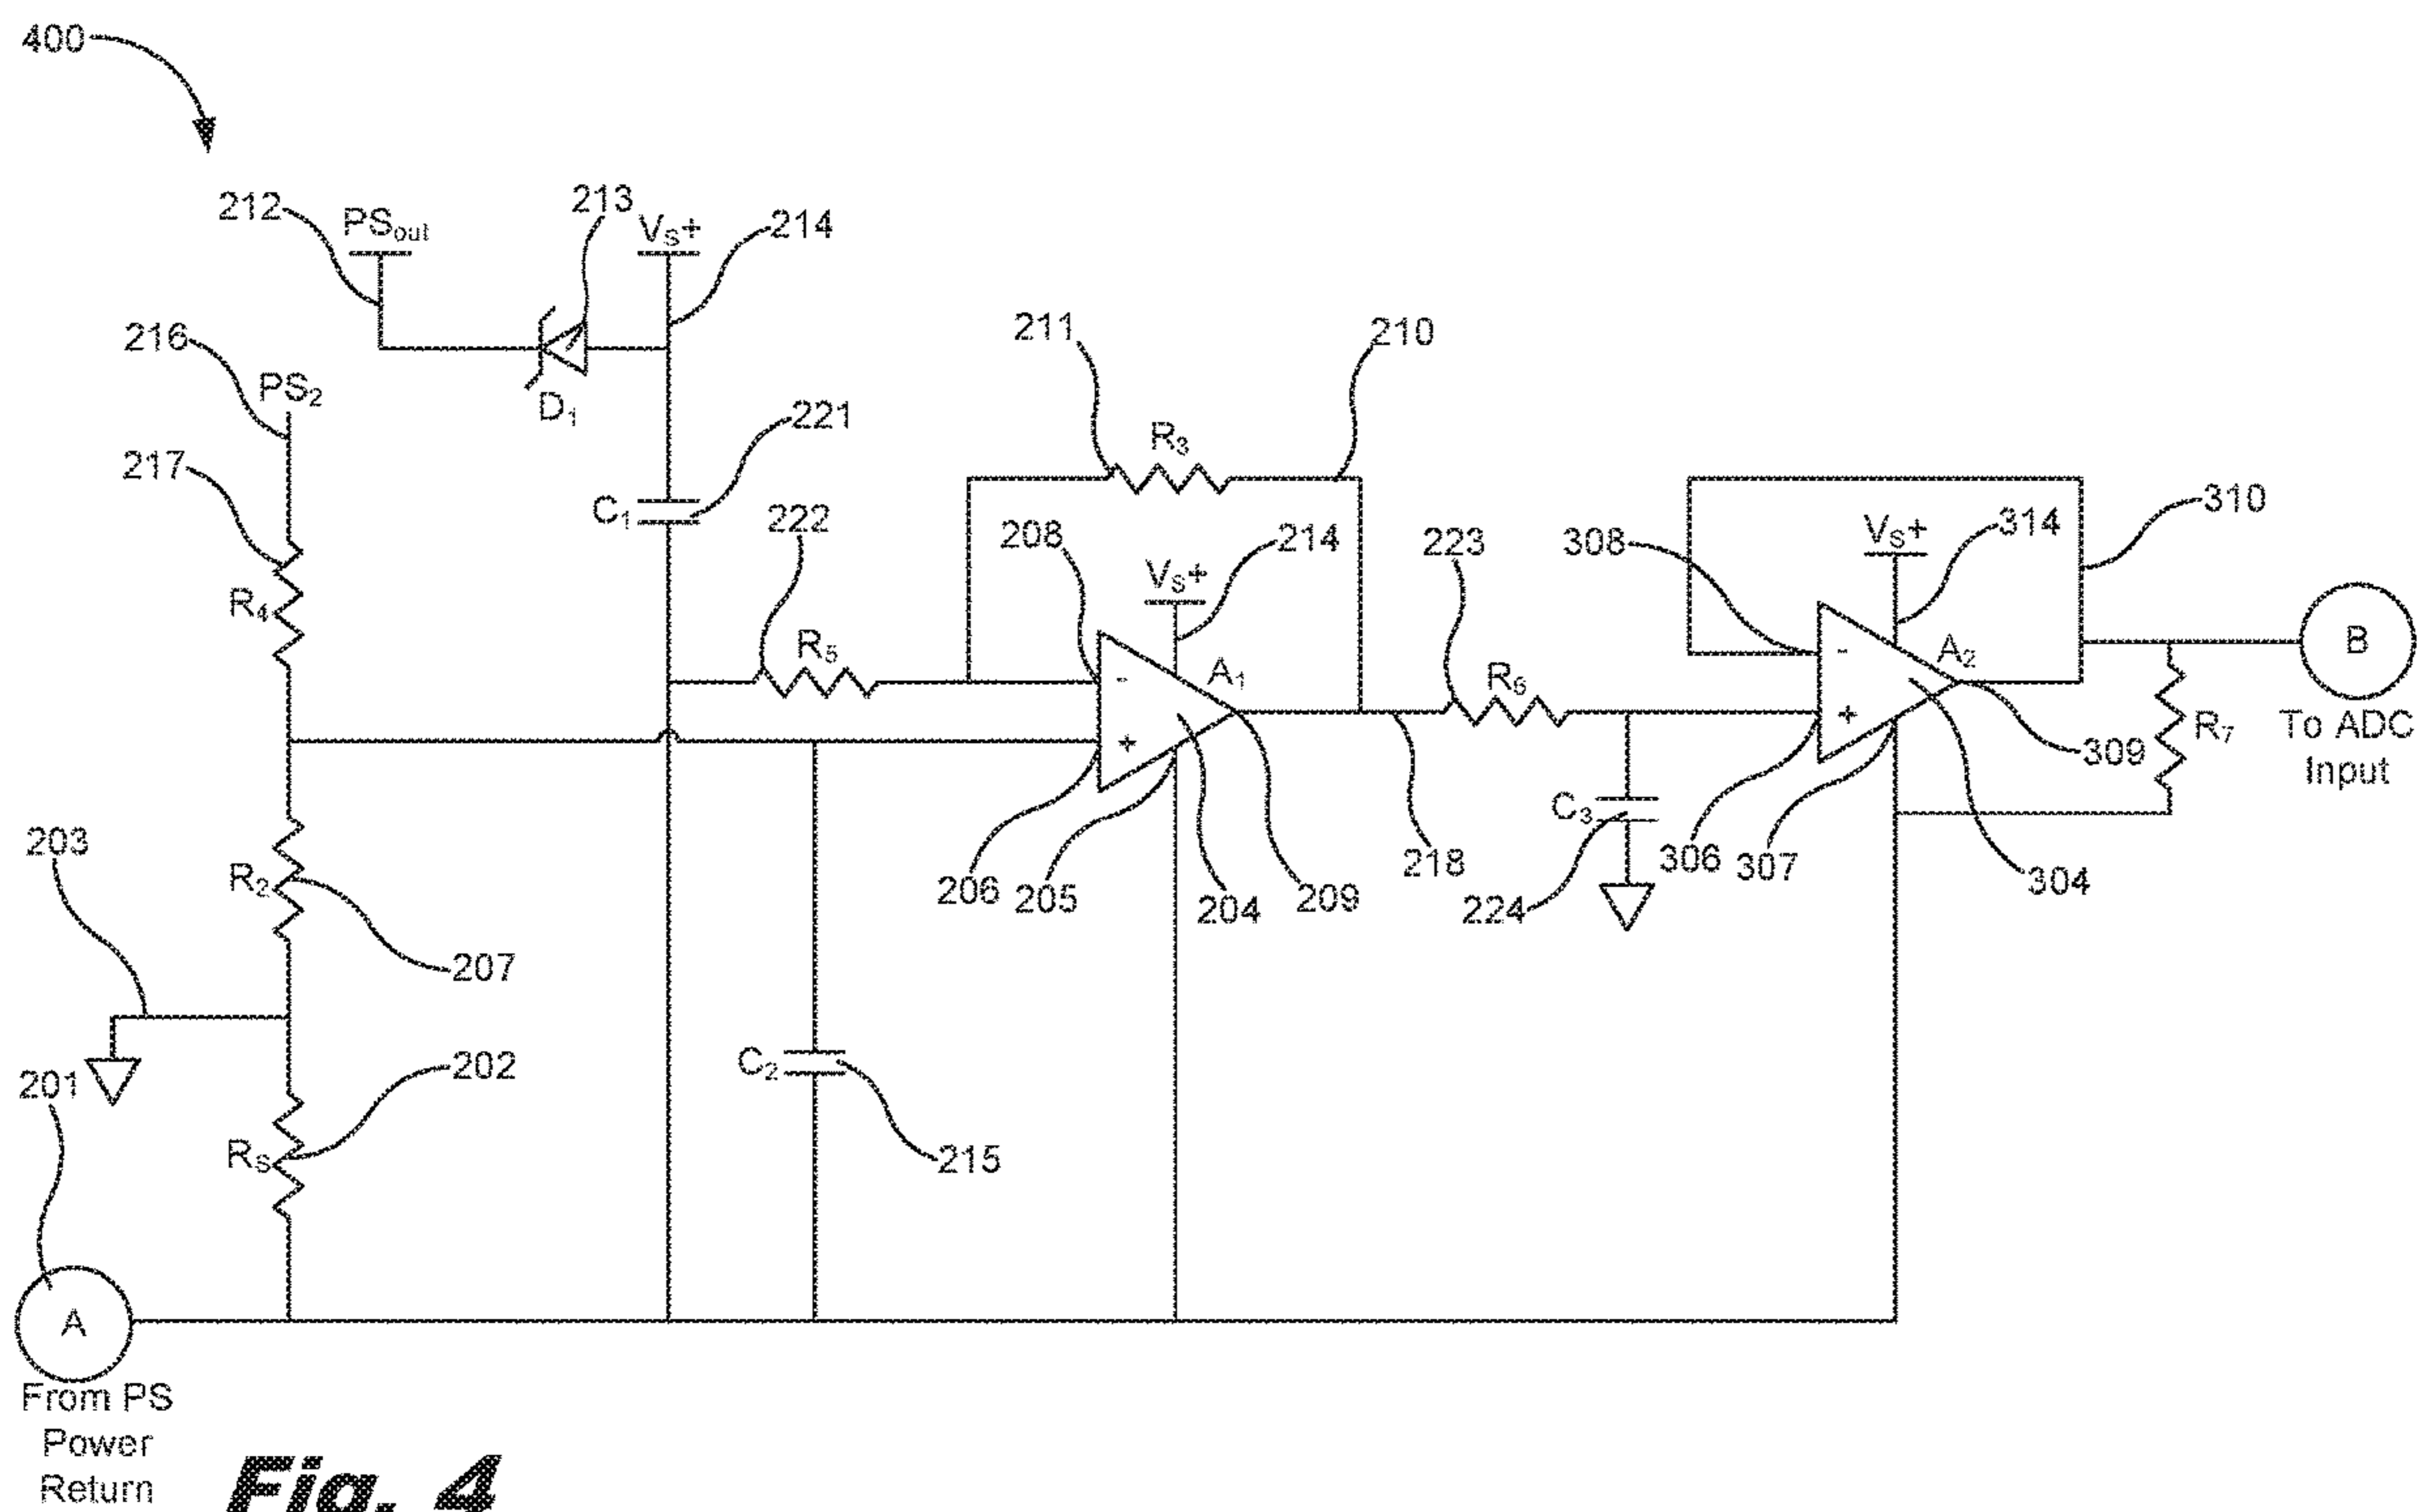 400
212
PSout
213
VS+
214
216
PS2
D1
217
221
C1
222
211
R3
210
208
VS+
214
223
308
VS+
314
310
R4
R5
A1
R6
A2
B
To ADC
Input
-
+
-
+
309
R7
203
R2
207
206
205
204
209
218
C3
224
306
307
304
201
RS
202
C2
215
A
From PS
Power
Return
Fig. 4